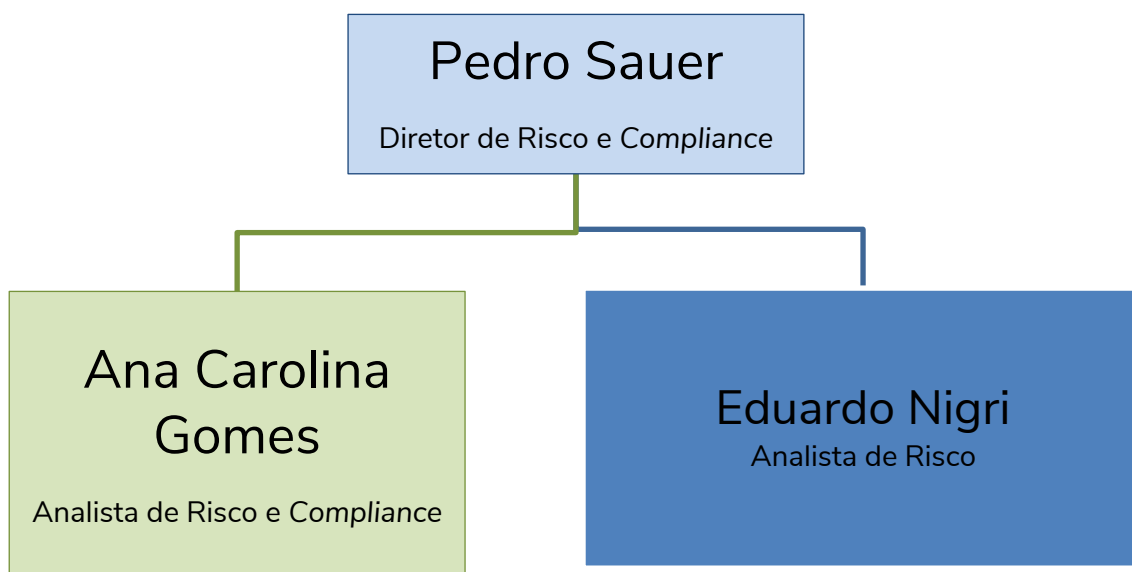 Pedro Sauer
Diretor de Risco e Compliance
Ana Carolina
Gomes
Analista de Risco e Compliance
Eduardo Nigri
Analista de Risco